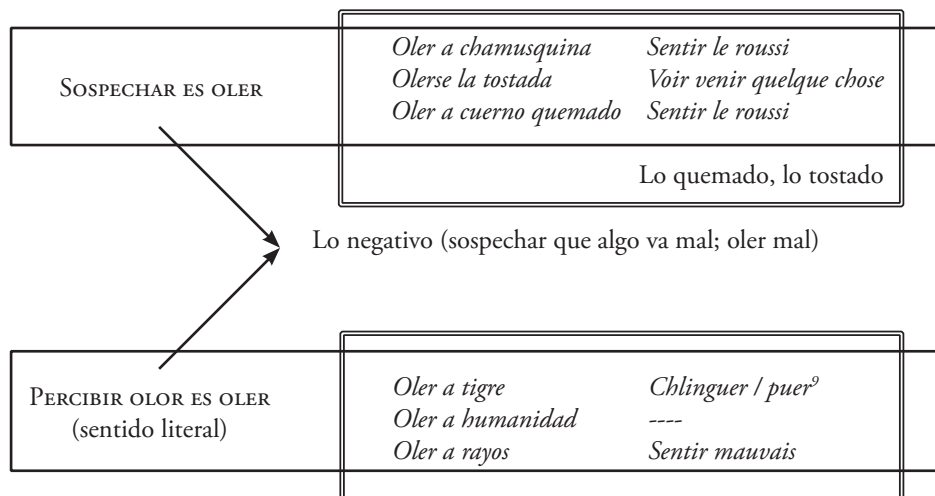 Oler a chamusquina Sentir le roussi
SOSPECHAR ES OLER Olerse la tostada Voir venir quelque chose
Oler a cuerno quemado Sentir le roussi
Lo quemado, lo tostado
Lo negativo (sospechar que algo va mal; oler mal)
Oler a tigre Chlinguer / puer⁹
PERCIBIR OLOR ES OLER Oler a humanidad ----
(sentido literal) Oler a rayos Sentir mauvais